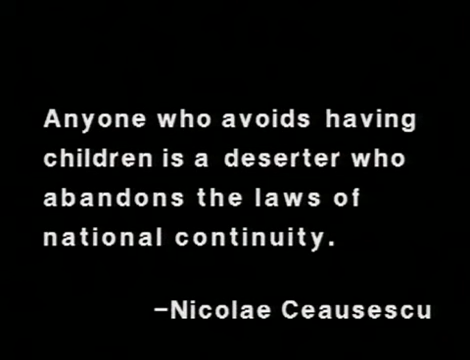 Anyone who avoids having
children is a deserter who
abandons the laws of
national continuity.
–Nicolae Ceausescu